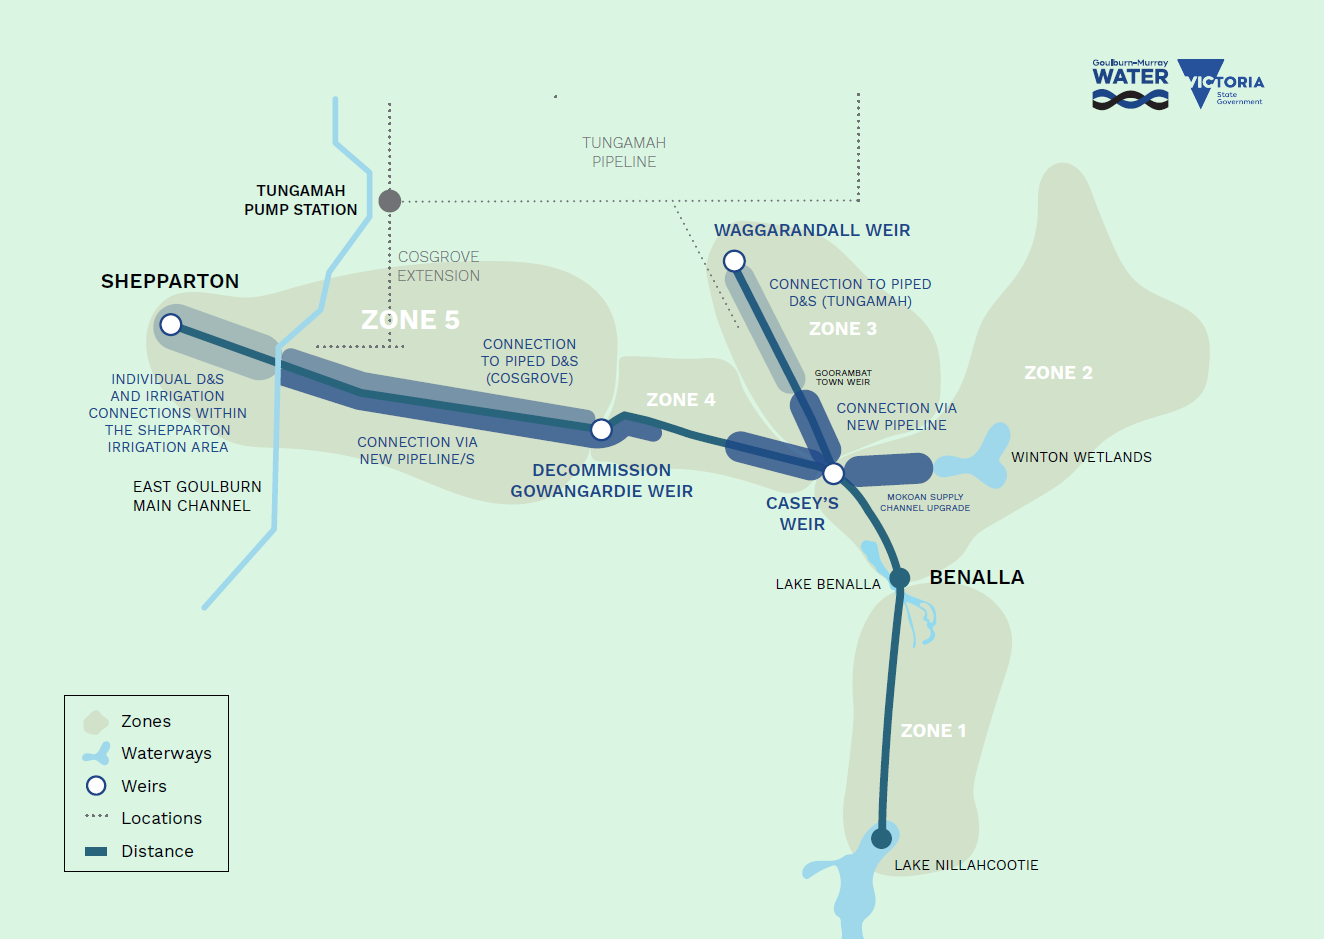 Goulburn-Murray
WATER
VICTORIA
State
Government
TUNGAMAH
PIPELINE
TUNGAMAH
PUMP STATION
WAGGARANDALL WEIR
COSGROVE
EXTENSION
SHEPPARTON
CONNECTION TO PIPED
D&S (TUNGAMAH)
ZONE 5
ZONE 3
CONNECTION
TO PIPED D&S
(COSGROVE)
GOORAMBAT
TOWN WEIR
ZONE 2
INDIVIDUAL D&S
AND IRRIGATION
CONNECTIONS WITHIN
THE SHEPPARTON
IRRIGATION AREA
ZONE 4
CONNECTION VIA
NEW PIPELINE
CONNECTION VIA
NEW PIPELINE/S
WINTON WETLANDS
DECOMMISSION
GOWANGARDIE WEIR
EAST GOULBURN
MAIN CHANNEL
CASEY'S
WEIR
MOKOAN SUPPLY
CHANNEL UPGRADE
LAKE BENALLA
BENALLA
ZONE 1
LAKE NILLAHCOOTIE
Zones
Waterways
Weirs
Locations
Distance